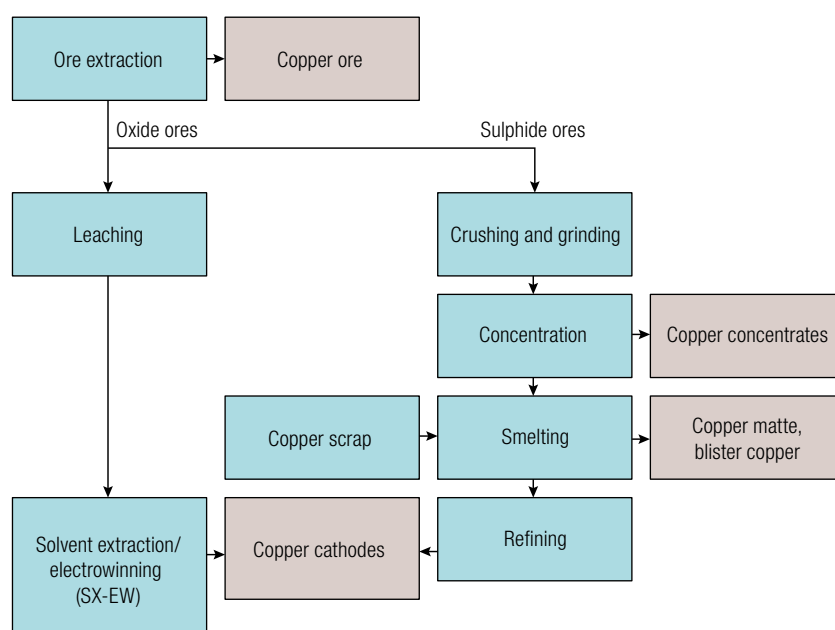 Ore extraction
Copper ore
Oxide ores
Sulphide ores
Leaching
Crushing and grinding
Concentration
Copper concentrates
Copper scrap
Smelting
Copper matte,
blister copper
Solvent extraction/
electrowinning
(SX-EW)
Copper cathodes
Refining